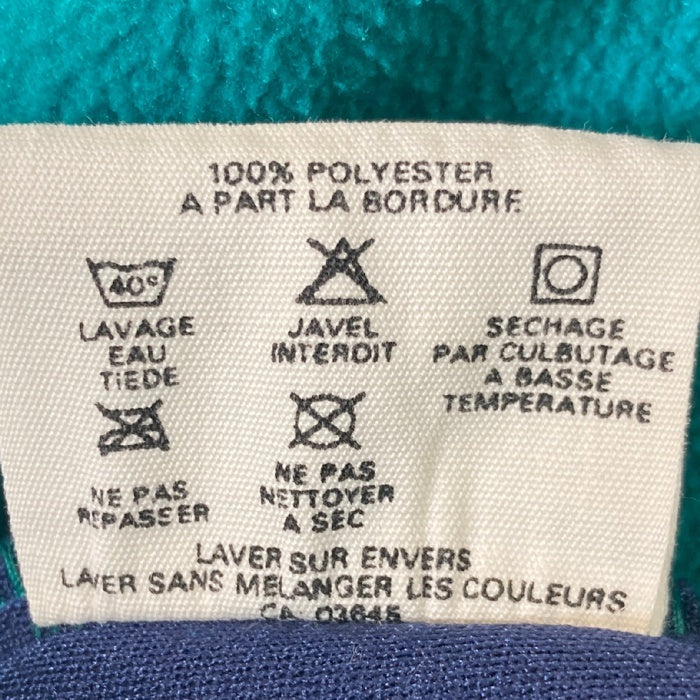 100% POLYESTER
A PART LA BORDURE
40°
LAVAGE
EAU
TIEDE
JAVEL
INTERDIT
SECHAGE
PAR CULBUTAGE
A BASSE
TEMPERATURE
NE PAS
REPASSER
NE PAS
NETTOYER
A SEC
LAVER SUR ENVERS
LAVER SANS MELANGER LES COULEURS
CA 03645